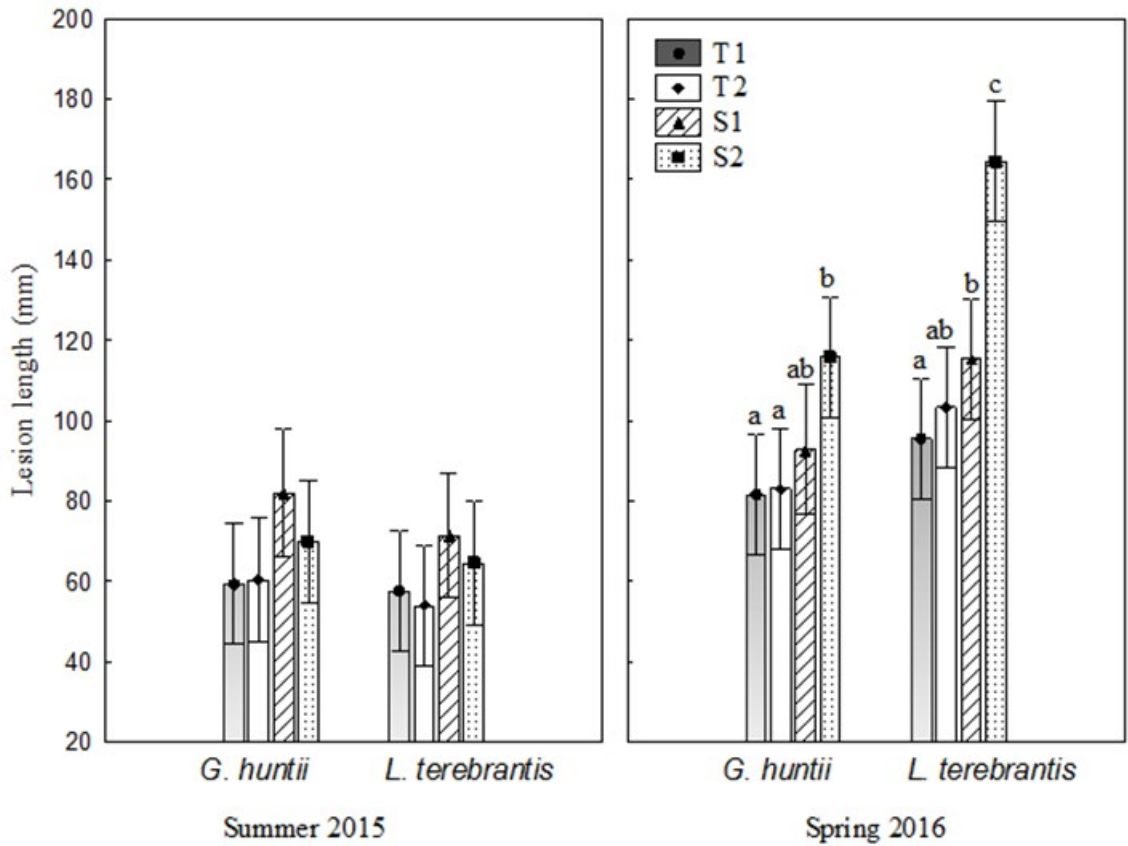 200
180
160
140
120
100
80
60
40
20
Lesion length (mm)
T1
T2
S1
S2
a
a
ab
b
a
ab
b
c
G. huntii
L. terebrantis
G. huntii
L. terebrantis
Summer 2015
Spring 2016